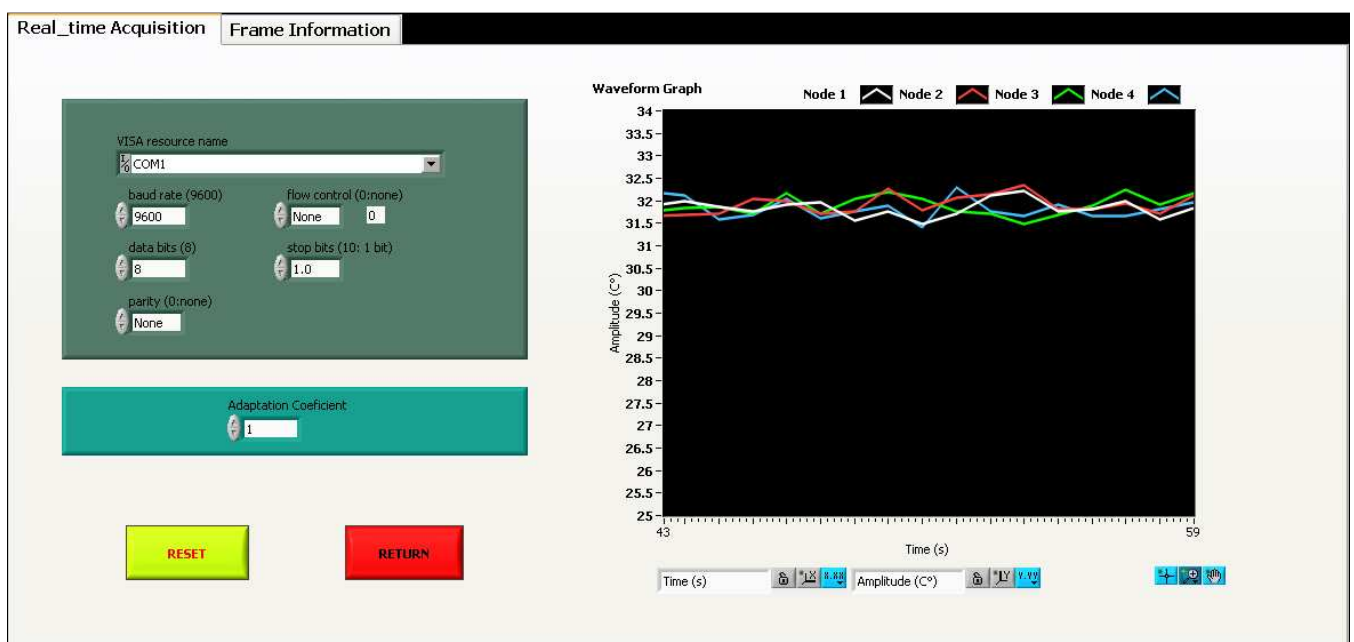 Real_time Acquisition
Frame Information
VISA resource name
COM1
baud rate (9600)
9600
flow control (0:none)
None
0
data bits (8)
8
stop bits (10: 1 bit)
1.0
parity (0:none)
None
Adaptation Coeficient
1
RESET
RETURN
Waveform Graph
Node 1
Node 2
Node 3
Node 4
34
33.5
33
32.5
32
31.5
31
30.5
30
29.5
29
28.5
28
27.5
27
26.5
26
25.5
25
Amplitude (C°)
43
59
Time (s)
Time (s)
X
X.XX
Amplitude (C°)
Y
Y.YY